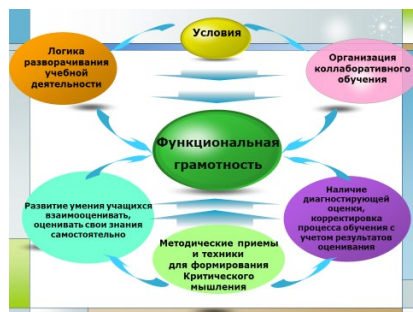 Условия
Логика
разворачивания
учебной
деятельности
Организация
коллаборативного
обучения
Функциональная
грамотность
Развитие умения учащихся
взаимооценивать,
оценивать свои знания
самостоятельно
Методические приемы
и техники
для формирования
Критического
мышления
Наличие
диагностирующей
оценки,
корректировка
процесса обучения с
учетом результатов
оценивания